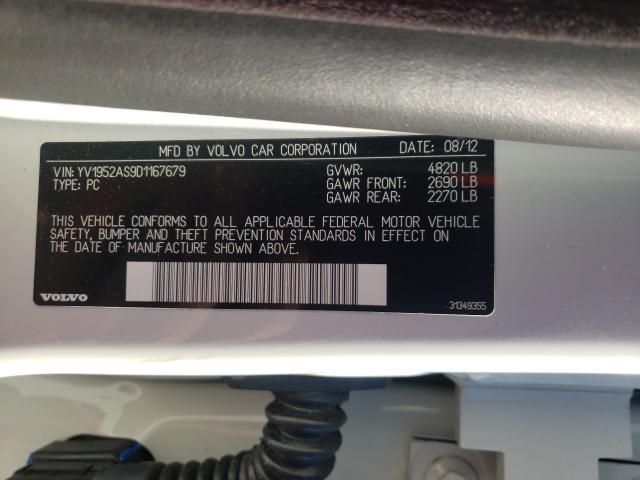 MFD BY VOLVO CAR CORPORATION DATE: 08/12
VIN: YV1952AS9D1167679 GVWR: 4820 LB
TYPE: PC GAWR FRONT: 2690 LB
GAWR REAR: 2270 LB
THIS VEHICLE CONFORMS TO ALL APPLICABLE FEDERAL MOTOR VEHICLE
SAFETY, BUMPER AND THEFT PREVENTION STANDARDS IN EFFECT ON
THE DATE OF MANUFACTURE SHOWN ABOVE.
VOLVO 31349355